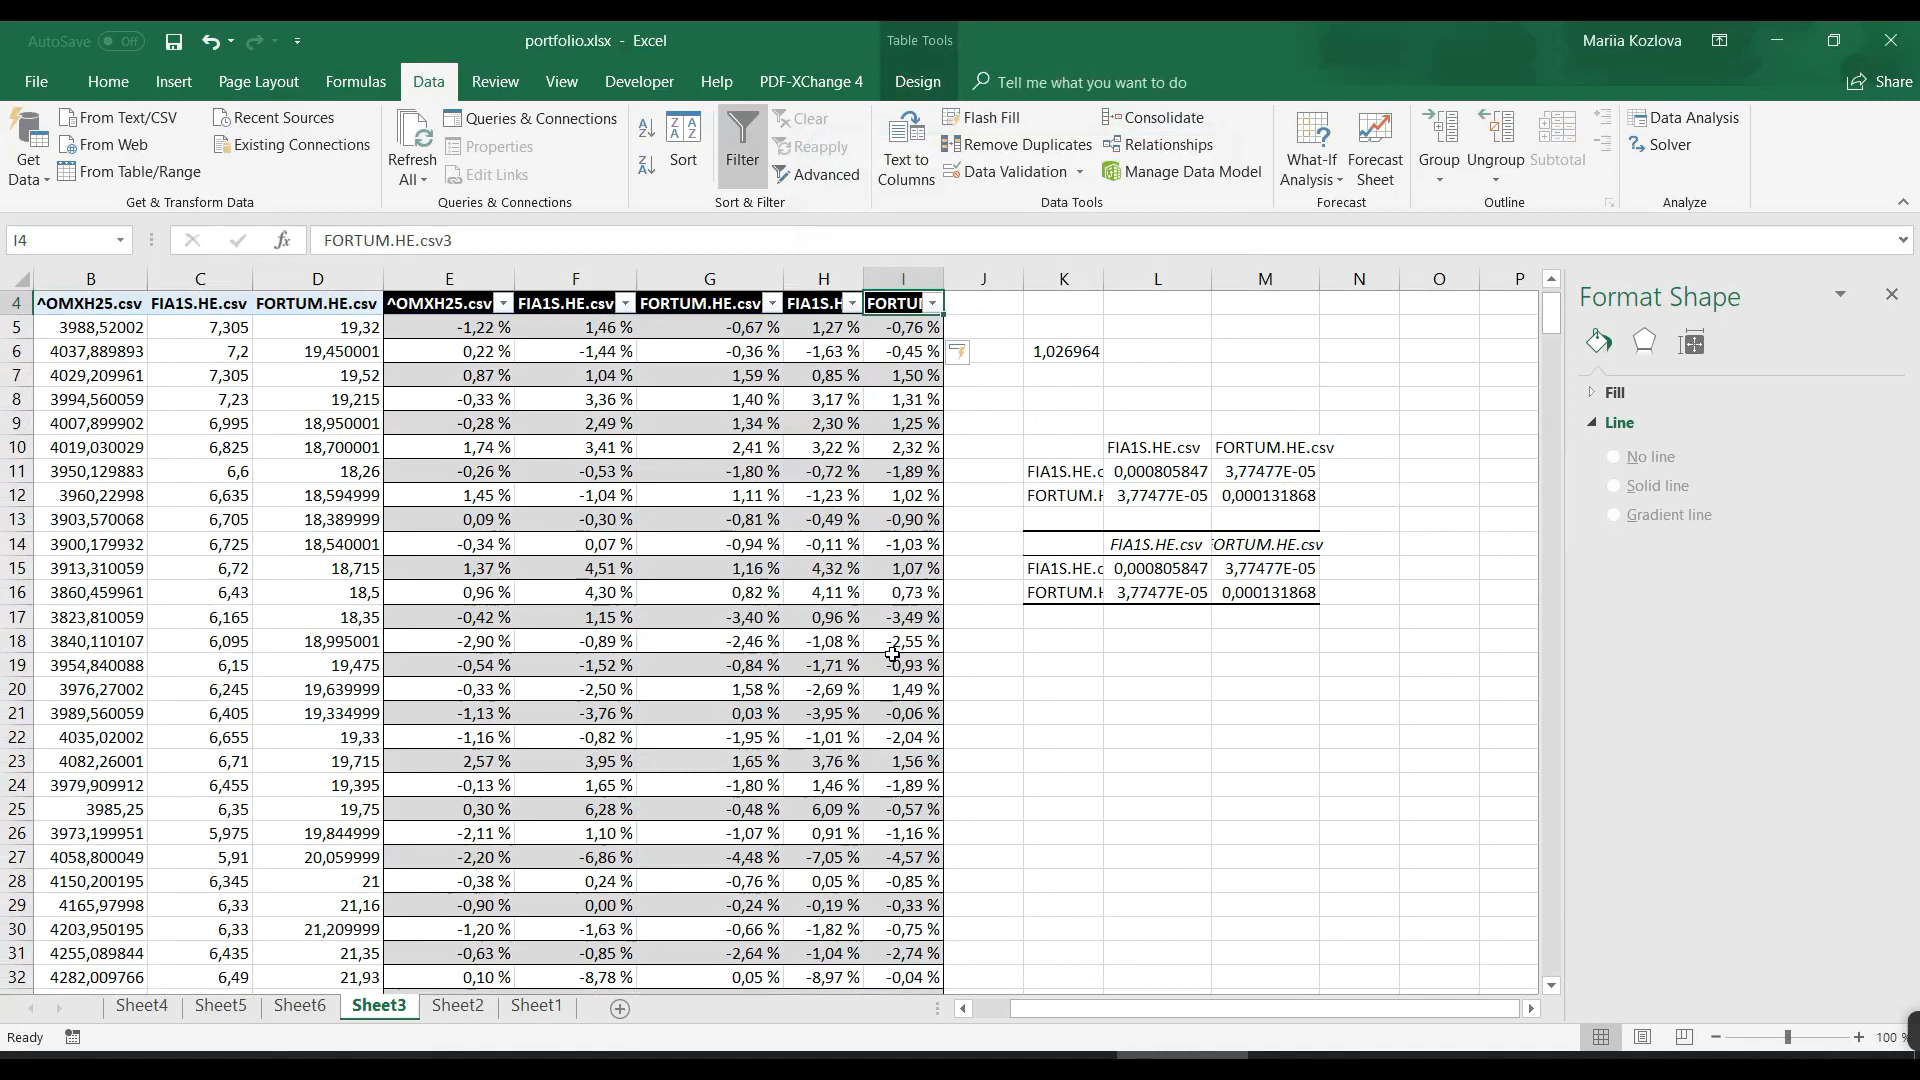 AutoSave Off portfolio.xlsx - Excel Table Tools Mariia Kozlova
File Home Insert Page Layout Formulas Data Review View Developer Help PDF-XChange 4 Design Tell me what you want to do Share
Get Data
From Text/CSV
From Web
From Table/Range
Recent Sources
Existing Connections
Get & Transform Data
Refresh All
Queries & Connections
Properties
Edit Links
Queries & Connections
Sort
Filter
Clear
Reapply
Advanced
Sort & Filter
Text to Columns
Flash Fill
Remove Duplicates
Data Validation
Consolidate
Relationships
Manage Data Model
Data Tools
What-If Analysis
Forecast Sheet
Forecast
Group
Ungroup
Subtotal
Outline
Data Analysis
Solver
Analyze
I4 fx FORTUM.HE.csv3
B C D E F G H I J K L M N O P
4 ^OMXH25.csv FIA1S.HE.csv FORTUM.HE.csv ^OMXH25.csv FIA1S.HE.csv FORTUM.HE.csv FIA1S.H FORTU
5 3988,52002 7,305 19,32 -1,22 % 1,46 % -0,67 % 1,27 % -0,76 %
6 4037,889893 7,2 19,450001 0,22 % -1,44 % -0,36 % -1,63 % -0,45 % 1,026964
7 4029,209961 7,305 19,52 0,87 % 1,04 % 1,59 % 0,85 % 1,50 %
8 3994,560059 7,23 19,215 -0,33 % 3,36 % 1,40 % 3,17 % 1,31 %
9 4007,899902 6,995 18,950001 -0,28 % 2,49 % 1,34 % 2,30 % 1,25 %
10 4019,030029 6,825 18,700001 1,74 % 3,41 % 2,41 % 3,22 % 2,32 % FIA1S.HE.csv FORTUM.HE.csv
11 3950,129883 6,6 18,26 -0,26 % -0,53 % -1,80 % -0,72 % -1,89 % FIA1S.HE.c 0,000805847 3,77477E-05
12 3960,22998 6,635 18,594999 1,45 % -1,04 % 1,11 % -1,23 % 1,02 % FORTUM.H 3,77477E-05 0,000131868
13 3903,570068 6,705 18,389999 0,09 % -0,30 % -0,81 % -0,49 % -0,90 %
14 3900,179932 6,725 18,540001 -0,34 % 0,07 % -0,94 % -0,11 % -1,03 % FIA1S.HE.csv FORTUM.HE.csv
15 3913,310059 6,72 18,715 1,37 % 4,51 % 1,16 % 4,32 % 1,07 % FIA1S.HE.c 0,000805847 3,77477E-05
16 3860,459961 6,43 18,5 0,96 % 4,30 % 0,82 % 4,11 % 0,73 % FORTUM.H 3,77477E-05 0,000131868
17 3823,810059 6,165 18,35 -0,42 % 1,15 % -3,40 % 0,96 % -3,49 %
18 3840,110107 6,095 18,995001 -2,90 % -0,89 % -2,46 % -1,08 % -2,55 %
19 3954,840088 6,15 19,475 -0,54 % -1,52 % -0,84 % -1,71 % -0,93 %
20 3976,27002 6,245 19,639999 -0,33 % -2,50 % 1,58 % -2,69 % 1,49 %
21 3989,560059 6,405 19,334999 -1,13 % -3,76 % 0,03 % -3,95 % -0,06 %
22 4035,02002 6,655 19,33 -1,16 % -0,82 % -1,95 % -1,01 % -2,04 %
23 4082,26001 6,71 19,715 2,57 % 3,95 % 1,65 % 3,76 % 1,56 %
24 3979,909912 6,455 19,395 -0,13 % 1,65 % -1,80 % 1,46 % -1,89 %
25 3985,25 6,35 19,75 0,30 % 6,28 % -0,48 % 6,09 % -0,57 %
26 3973,199951 5,975 19,844999 -2,11 % 1,10 % -1,07 % 0,91 % -1,16 %
27 4058,800049 5,91 20,059999 -2,20 % -6,86 % -4,48 % -7,05 % -4,57 %
28 4150,200195 6,345 21 -0,38 % 0,24 % -0,76 % 0,05 % -0,85 %
29 4165,97998 6,33 21,16 -0,90 % 0,00 % -0,24 % -0,19 % -0,33 %
30 4203,950195 6,33 21,209999 -1,20 % -1,63 % -0,66 % -1,82 % -0,75 %
31 4255,089844 6,435 21,35 -0,63 % -0,85 % -2,64 % -1,04 % -2,74 %
32 4282,009766 6,49 21,93 0,10 % -8,78 % 0,05 % -8,97 % -0,04 %
Format Shape
Fill
Line
No line
Solid line
Gradient line
Sheet4 Sheet5 Sheet6 Sheet3 Sheet2 Sheet1
Ready 100 %